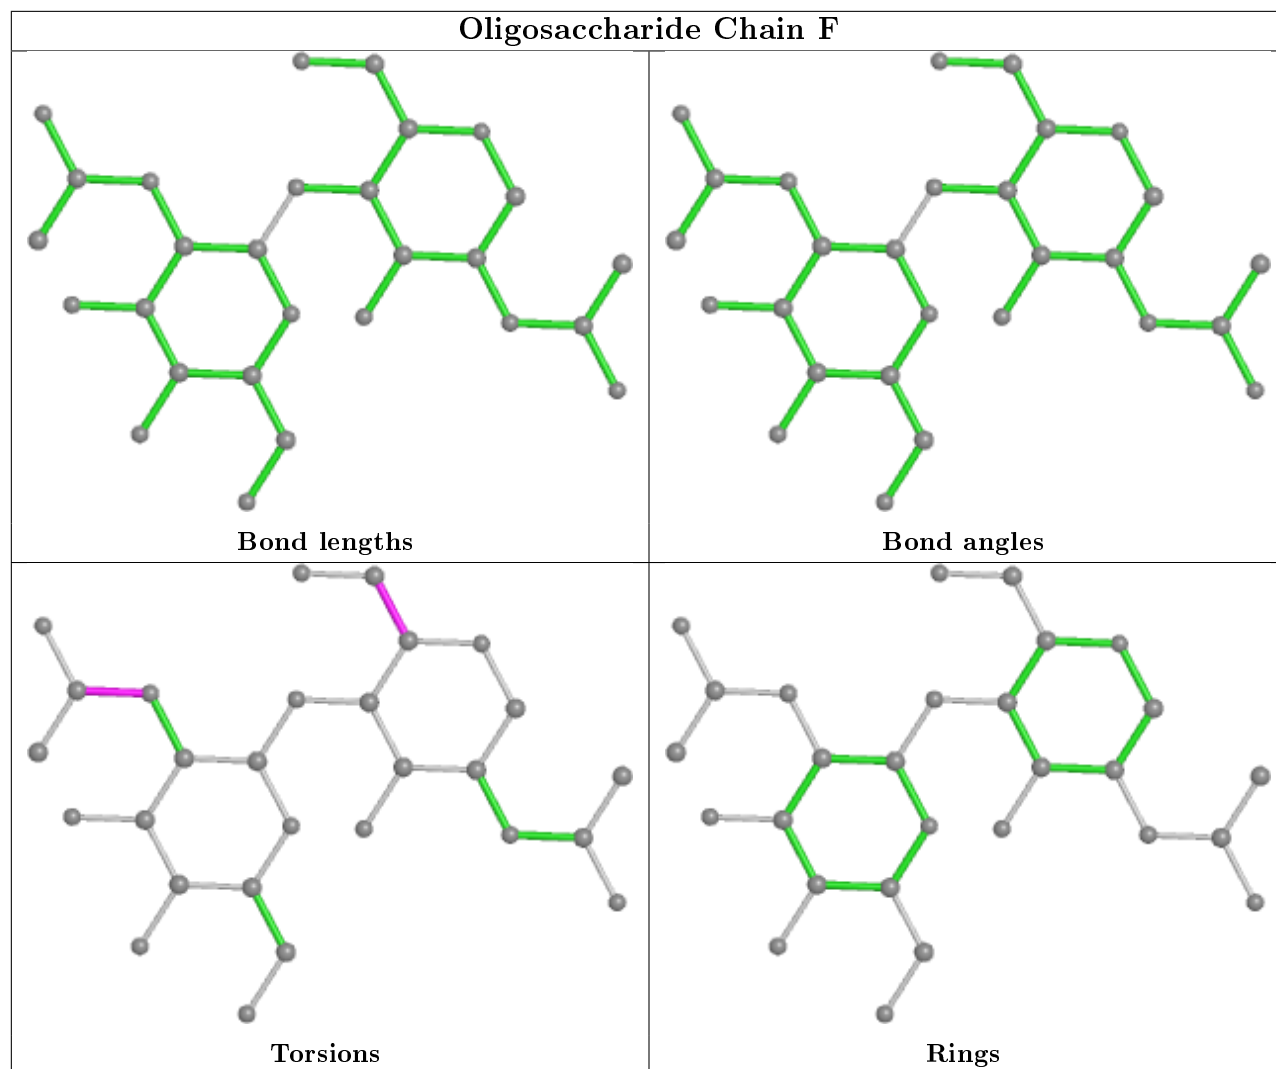 Oligosaccharide Chain F
Bond lengths
Bond angles
Torsions
Rings